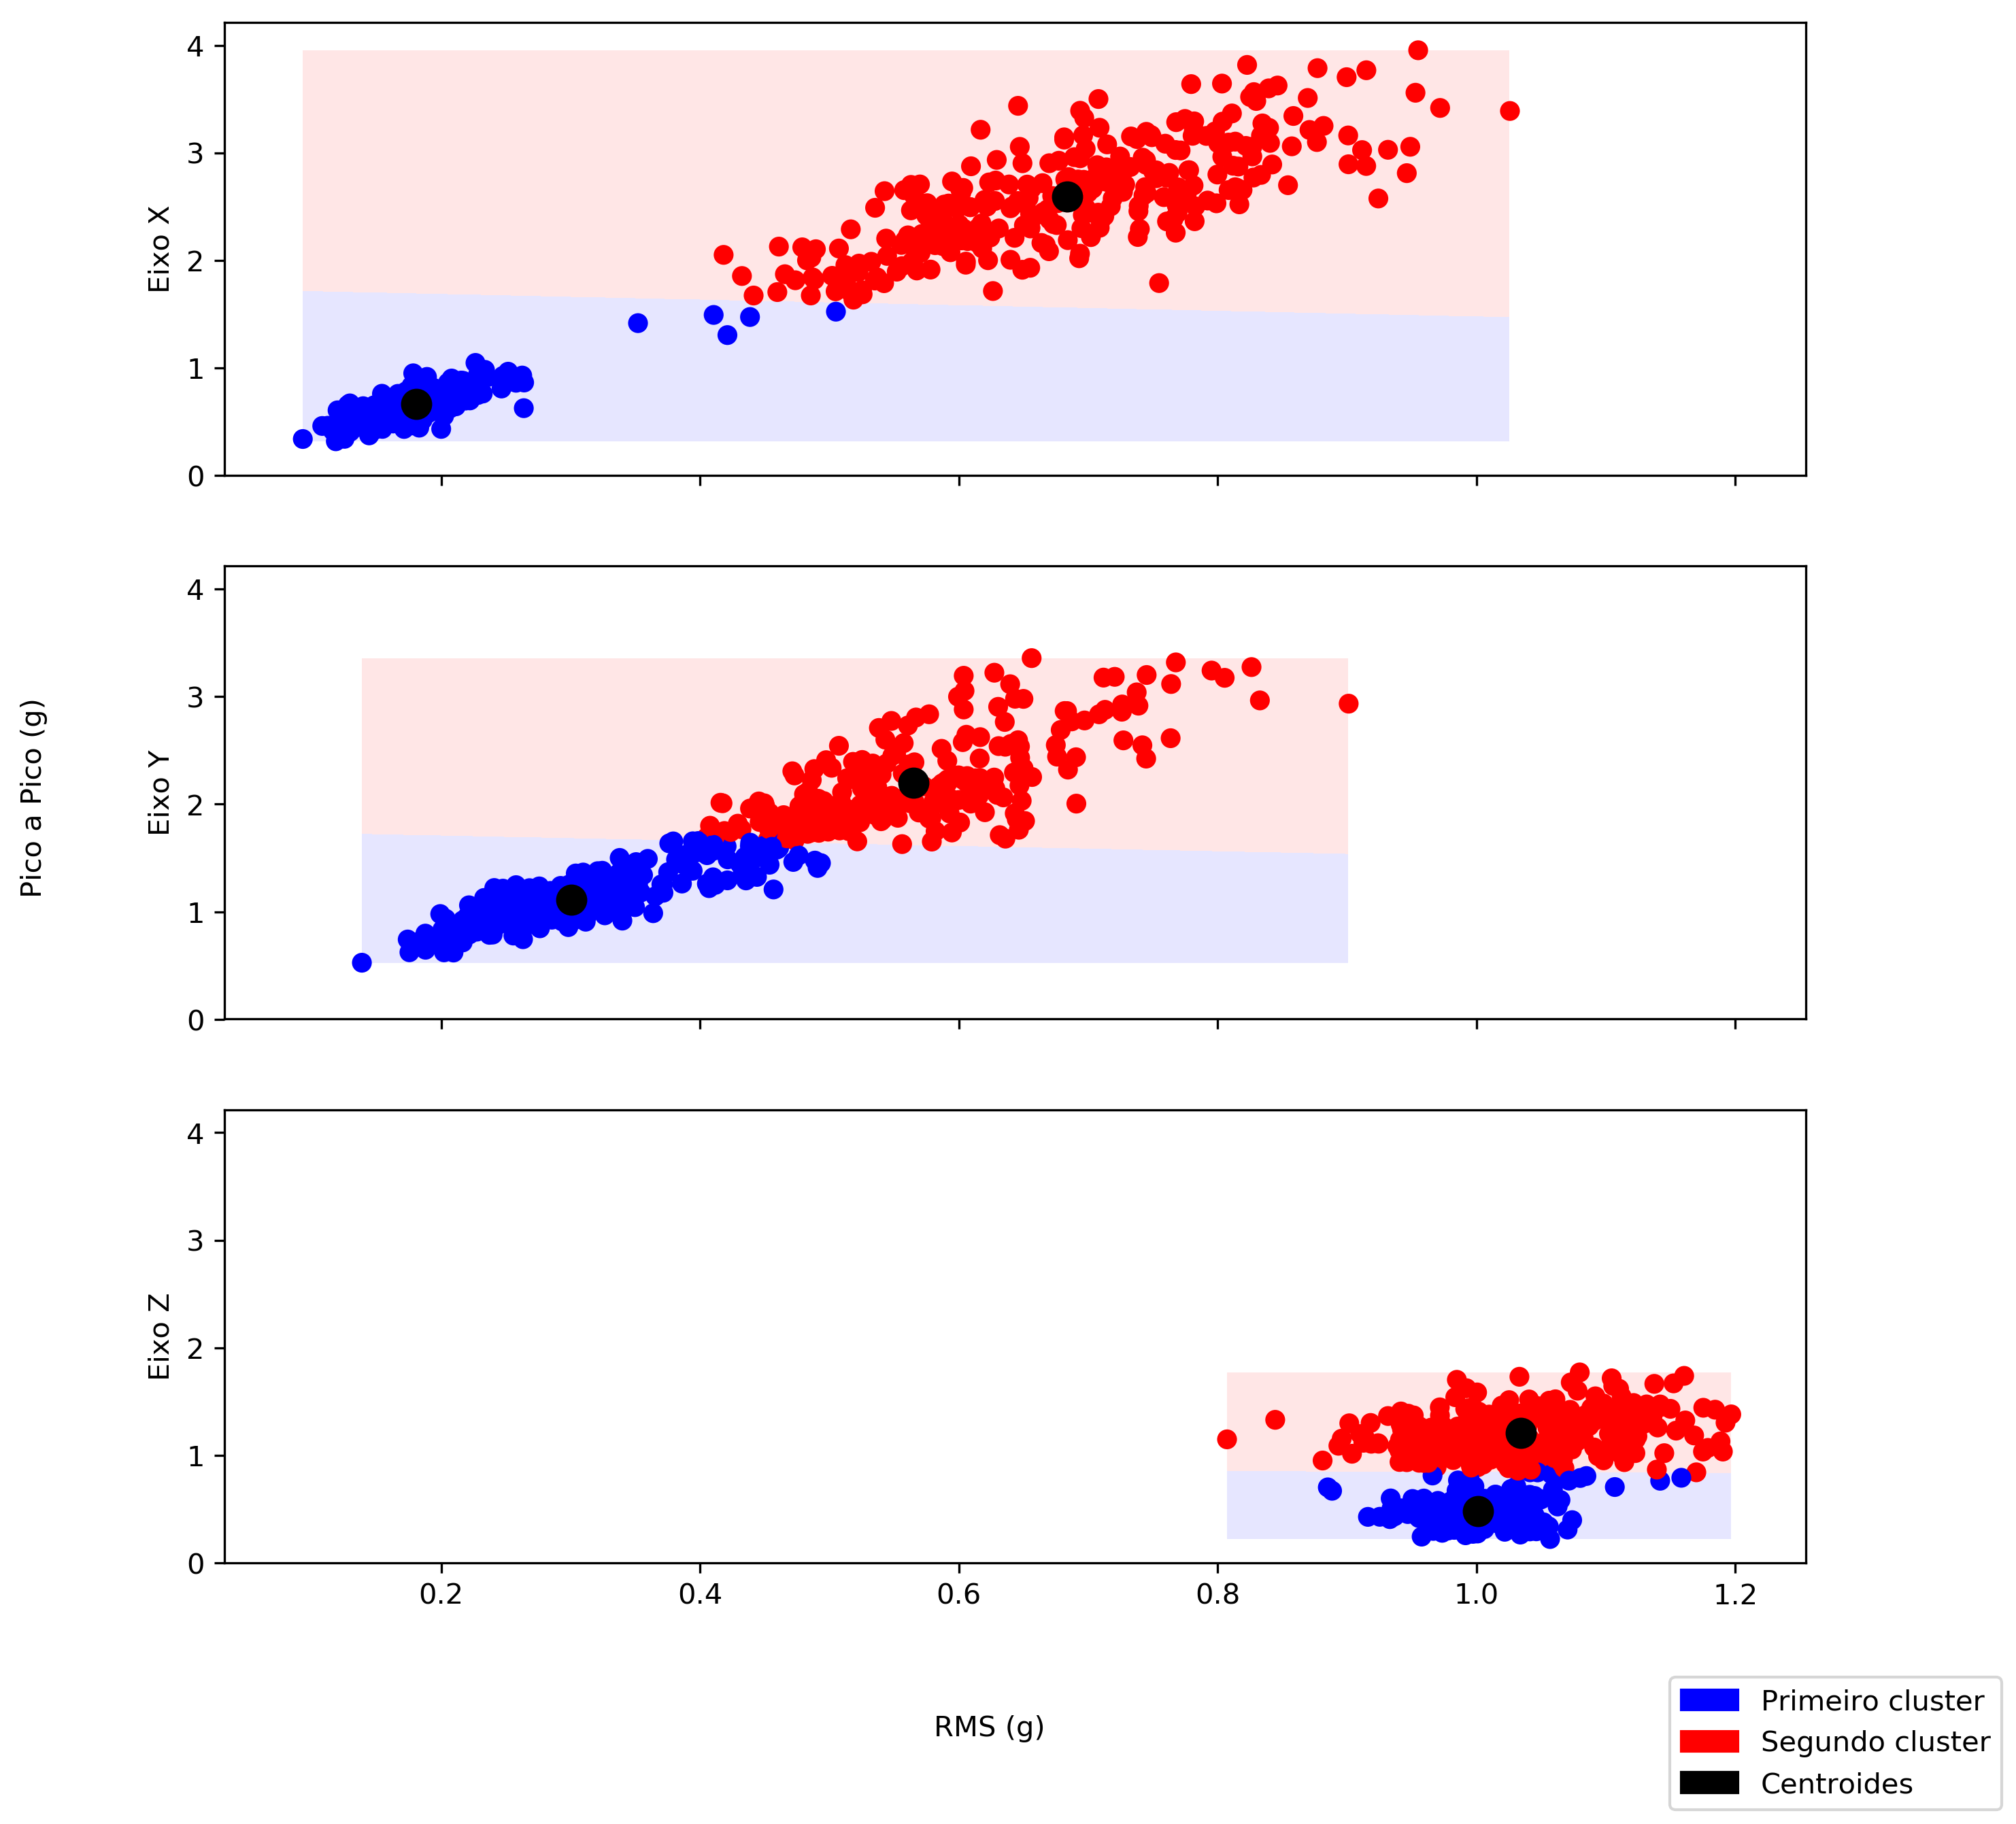 Pico a Pico (g)
Eixo X
4
3
2
1
0
Eixo Y
4
3
2
1
0
Eixo Z
4
3
2
1
0
0.2 0.4 0.6 0.8 1.0 1.2
RMS (g)
Primeiro cluster
Segundo cluster
Centroides